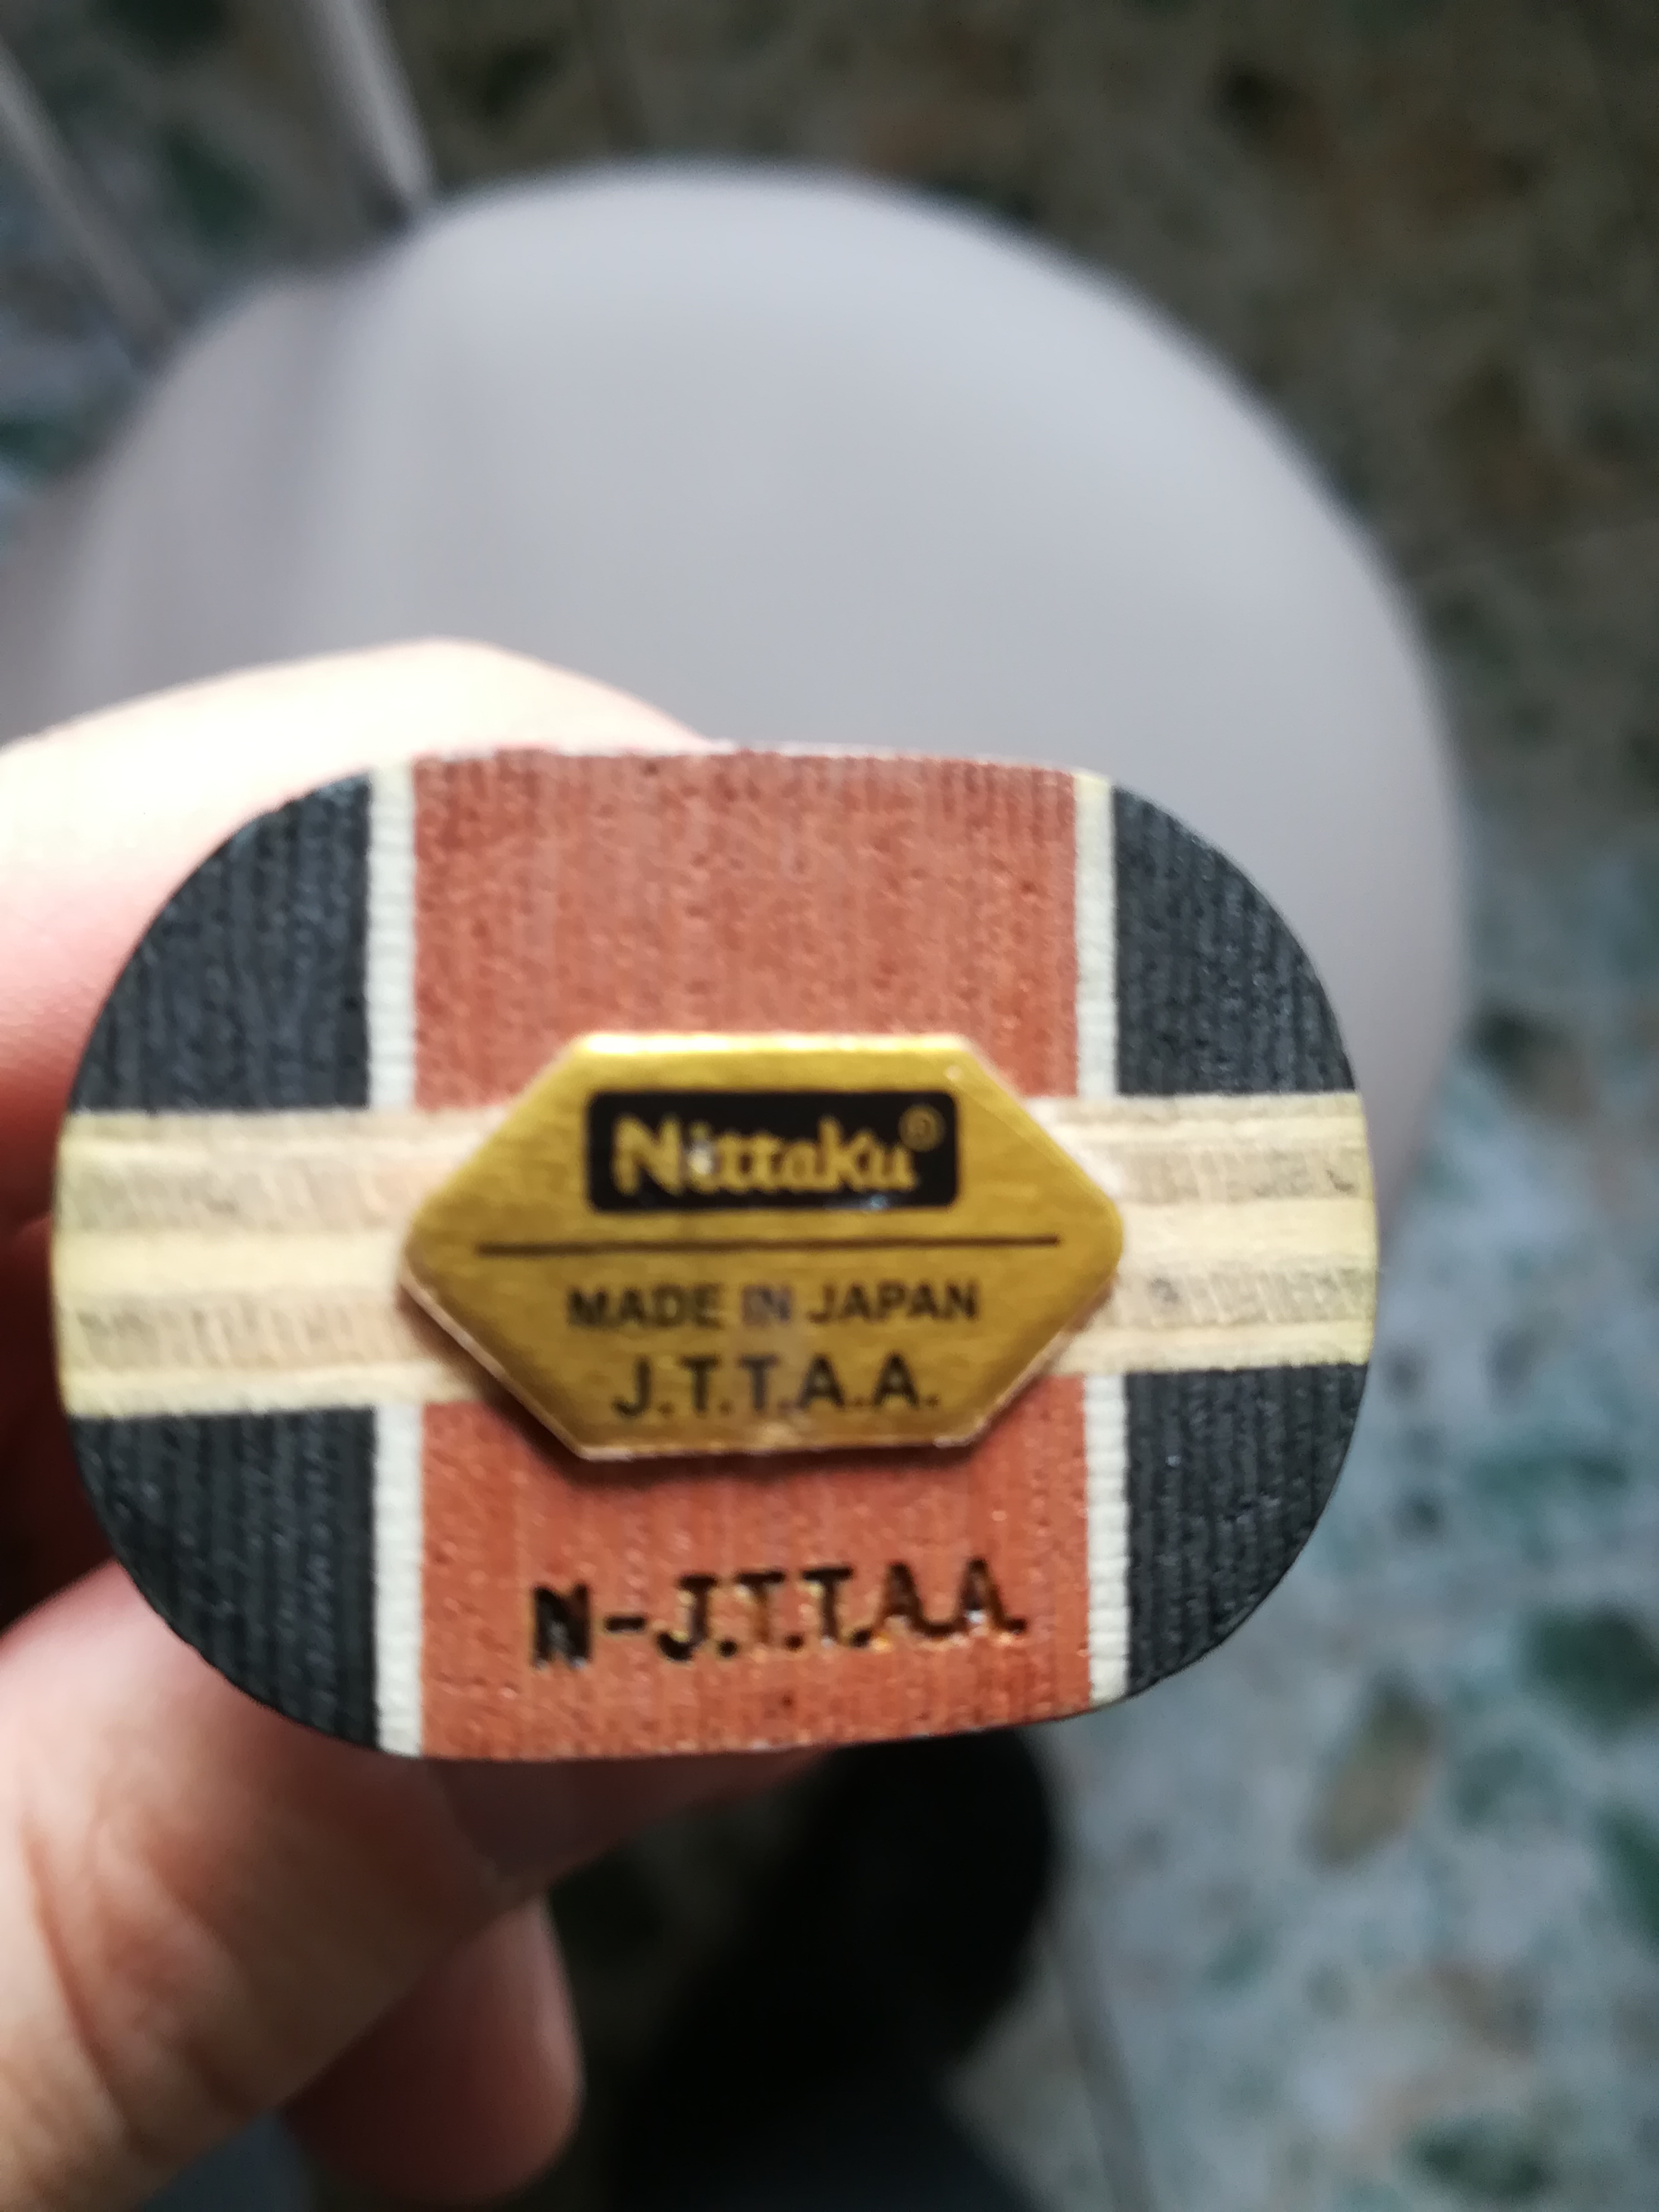 Nittaku®
MADE IN JAPAN
J.T.T.A.A.
N-J.T.T.A.A.